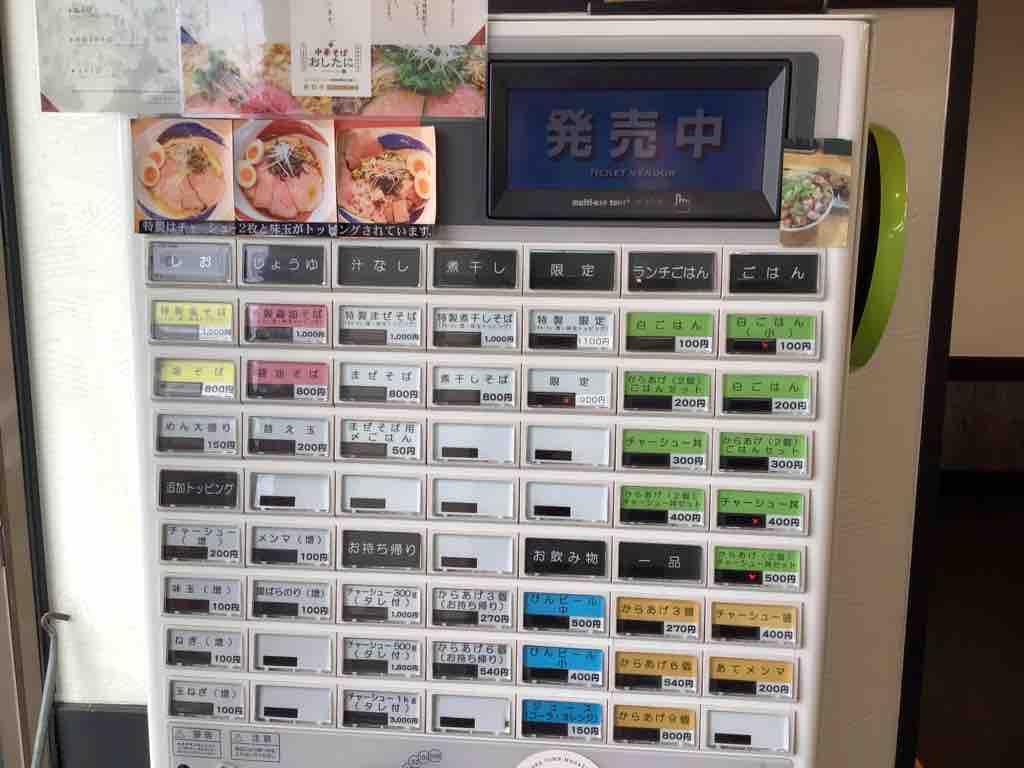 中華そば
おしたに
発売中
TICKET VENDOR
特製はチャーシュー2枚と味玉がトッピングされています。
しお
しょうゆ
汁なし
煮干し
限定
ランチごはん
ごはん
特製塩そば
1,000円
特製醤油そば
1,000円
特製まぜそば
1,000円
特製煮干しそば
1,000円
特製 限定
1100円
白ごはん
100円
白ごはん
(小)
100円
塩そば
800円
醤油そば
800円
まぜそば
800円
煮干しそば
800円
限定
900円
からあげ(2個)
ごはんセット
200円
白ごはん
200円
めん大盛り
150円
替え玉
200円
まぜそば用
〆ごはん
50円
チャーシュー丼
300円
からあげ(2個)
ごはんセット
300円
追加トッピング
からあげ(2個)
チャーシュー丼セット
400円
チャーシュー丼
400円
チャーシュー
(増)
200円
メンマ(増)
100円
お持ち帰り
お飲み物
一品
からあげ(2個)
チャーシュー丼セット
500円
味玉(増)
100円
岩ばらのり(増)
100円
チャーシュー300g
(タレ付)
1,000円
からあげ3個
(お持ち帰り)
270円
びんビール
中
500円
からあげ3個
270円
チャーシュー皿
400円
ねぎ(増)
100円
チャーシュー500g
(タレ付)
1,600円
からあげ6個
(お持ち帰り)
540円
びんビール
小
400円
からあげ6個
540円
あてメンマ
200円
玉ねぎ(増)
100円
チャーシュー1kg
(タレ付)
3,000円
ジュース
(コーラ・オレンジ)
150円
からあげ9個
800円
警告
注意